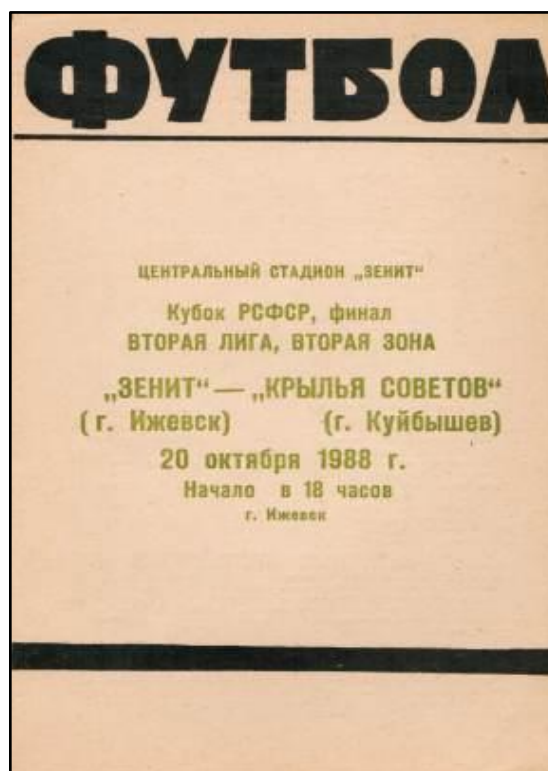 ФУТБОЛ
ЦЕНТРАЛЬНЫЙ СТАДИОН „ЗЕНИТ“
Кубок РСФСР, финал
ВТОРАЯ ЛИГА, ВТОРАЯ ЗОНА
„ЗЕНИТ“ — „КРЫЛЬЯ СОВЕТОВ“
( г. Ижевск) (г. Куйбышев)
20 октября 1988 г.
Начало в 18 часов
г. Ижевск